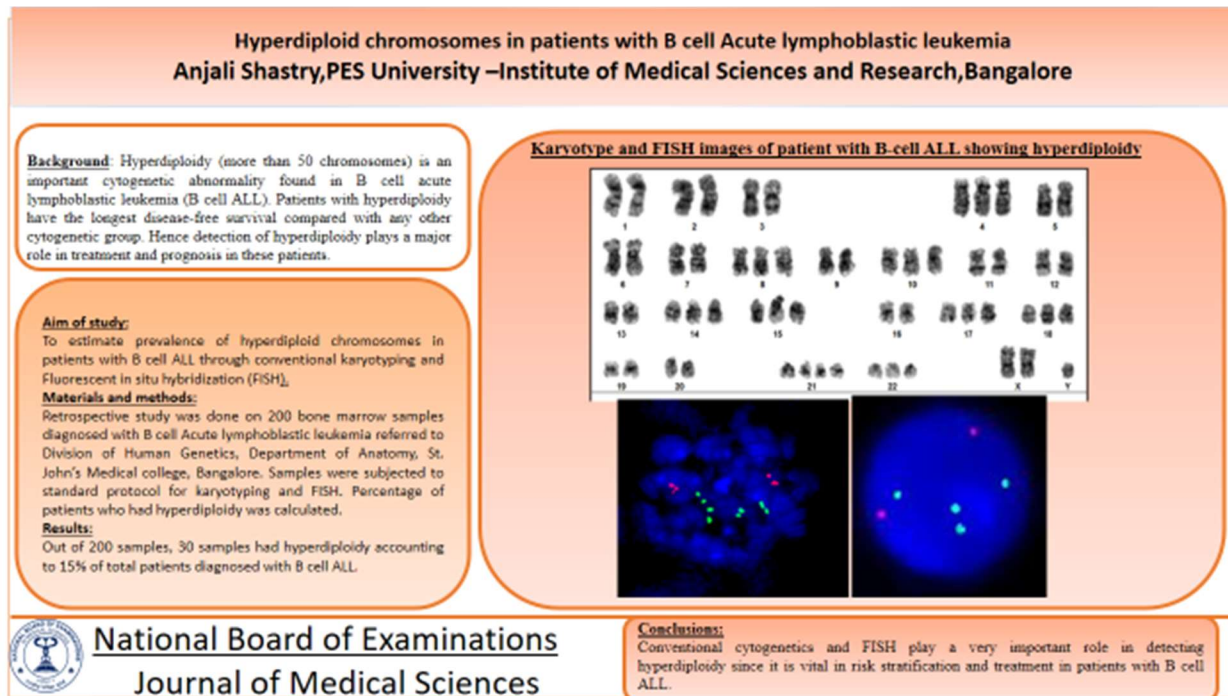 Hyperdiploid chromosomes in patients with B cell Acute lymphoblastic leukemia
Anjali Shastry,PES University –Institute of Medical Sciences and Research,Bangalore
Background: Hyperdiploidy (more than 50 chromosomes) is an
important cytogenetic abnormality found in B cell acute
lymphoblastic leukemia (B cell ALL). Patients with hyperdiploidy
have the longest disease-free survival compared with any other
cytogenetic group. Hence detection of hyperdiploidy plays a major
role in treatment and prognosis in these patients.
Aim of study:
To estimate prevalence of hyperdiploid chromosomes in
patients with B cell ALL through conventional karyotyping and
Fluorescent in situ hybridization (FISH).
Materials and methods:
Retrospective study was done on 200 bone marrow samples
diagnosed with B cell Acute lymphoblastic leukemia referred to
Division of Human Genetics, Department of Anatomy, St.
John's Medical college, Bangalore. Samples were subjected to
standard protocol for karyotyping and FISH. Percentage of
patients who had hyperdiploidy was calculated.
Results:
Out of 200 samples, 30 samples had hyperdiploidy accounting
to 15% of total patients diagnosed with B cell ALL.
Karyotype and FISH images of patient with B-cell ALL showing hyperdiploidy
1 2 3 4 5
6 7 8 9 10 11 12
13 14 15 16 17 18
19 20 21 22 X Y
National Board of Examinations
Journal of Medical Sciences
Conclusions:
Conventional cytogenetics and FISH play a very important role in detecting
hyperdiploidy since it is vital in risk stratification and treatment in patients with B cell
ALL.